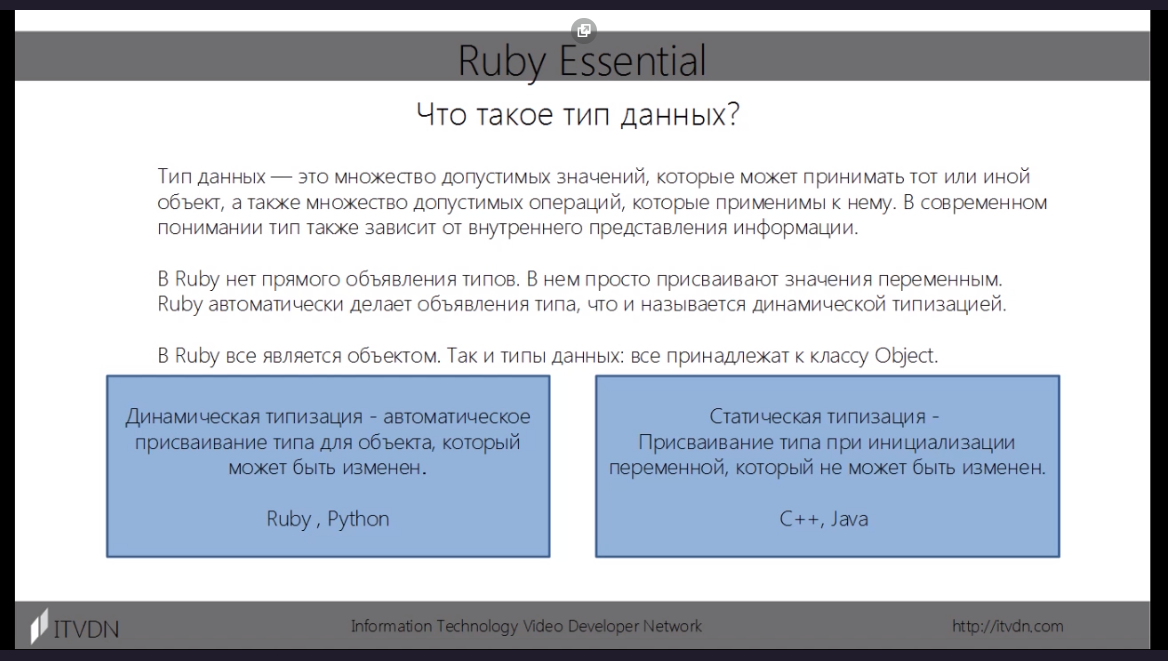 Ruby Essential
Что такое тип данных?
Тип данных — это множество допустимых значений, которые может принимать тот или иной
объект, а также множество допустимых операций, которые применимы к нему. В современном
понимании тип также зависит от внутреннего представления информации.
В Ruby нет прямого объявления типов. В нем просто присваивают значения переменным.
Ruby автоматически делает объявления типа, что и называется динамической типизацией.
В Ruby все является объектом. Так и типы данных: все принадлежат к классу Object.
Динамическая типизация - автоматическое
присваивание типа для объекта, который
может быть изменен.
Ruby , Python
Статическая типизация -
Присваивание типа при инициализации
переменной, который не может быть изменен.
C++, Java
ITVDN
Information Technology Video Developer Network
http://itvdn.com